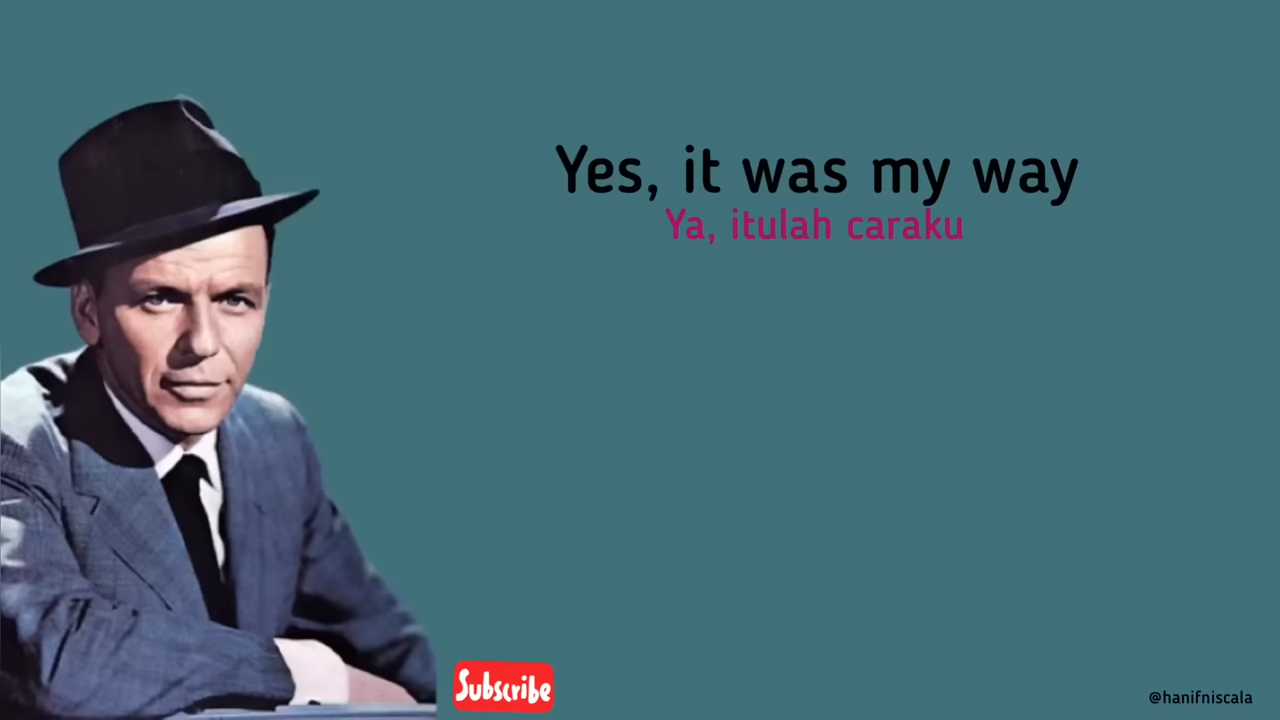 Yes, it was my way
Ya, itulah caraku
Subscribe
@hanifniscala